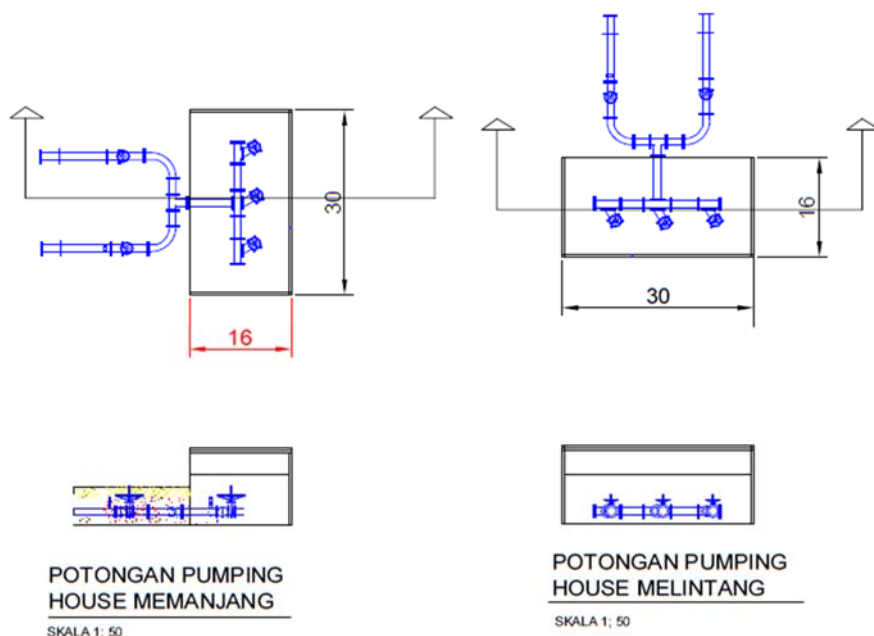 30
16
16
30
POTONGAN PUMPING
HOUSE MEMANJANG
SKALA 1: 50
POTONGAN PUMPING
HOUSE MELINTANG
SKALA 1; 50